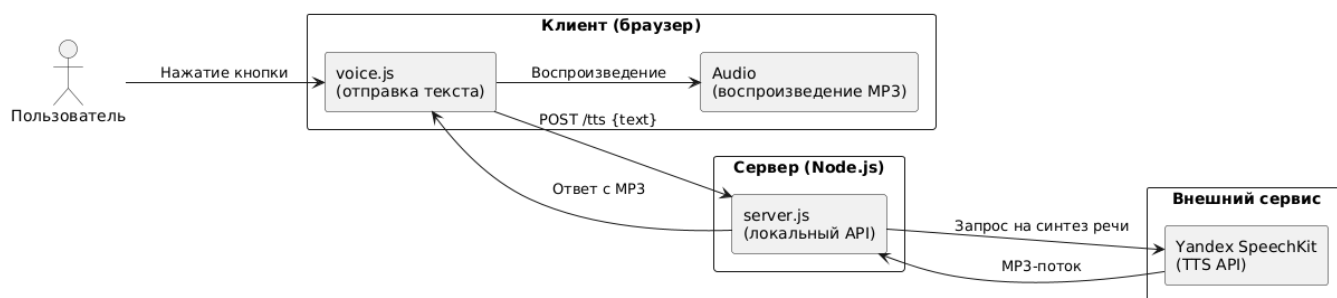 Клиент (браузер)
Пользователь
Нажатие кнопки
voice.js
(отправка текста)
Воспроизведение
Audio
(воспроизведение MP3)
POST /tts {text}
Ответ с MP3
Сервер (Node.js)
server.js
(локальный API)
Запрос на синтез речи
MP3-поток
Внешний сервис
Yandex SpeechKit
(TTS API)